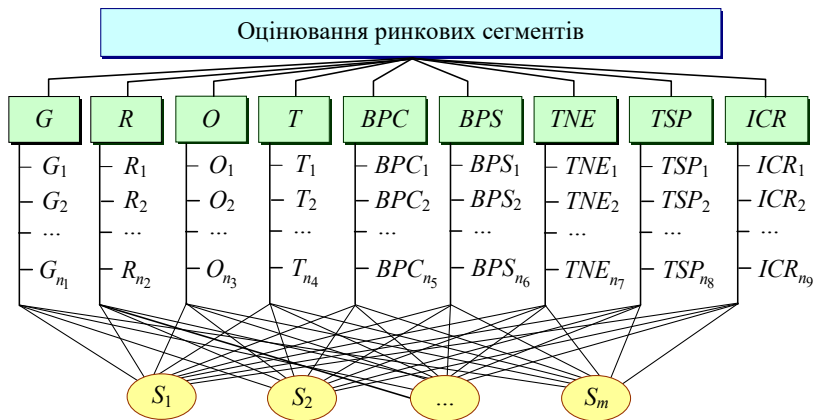 Оцінювання ринкових сегментів
G R O T BPC BPS TNE TSP ICR
G₁ R₁ O₁ T₁ BPC₁ BPS₁ TNE₁ TSP₁ ICR₁
G₂ R₂ O₂ T₂ BPC₂ BPS₂ TNE₂ TSP₂ ICR₂
... ... ... ... ... ... ... ... ...
Gn₁ Rn₂ On₃ Tn₄ BPCn₅ BPSn₆ TNEn₇ TSPn₈ ICRn₉
S₁ S₂ ... Sm